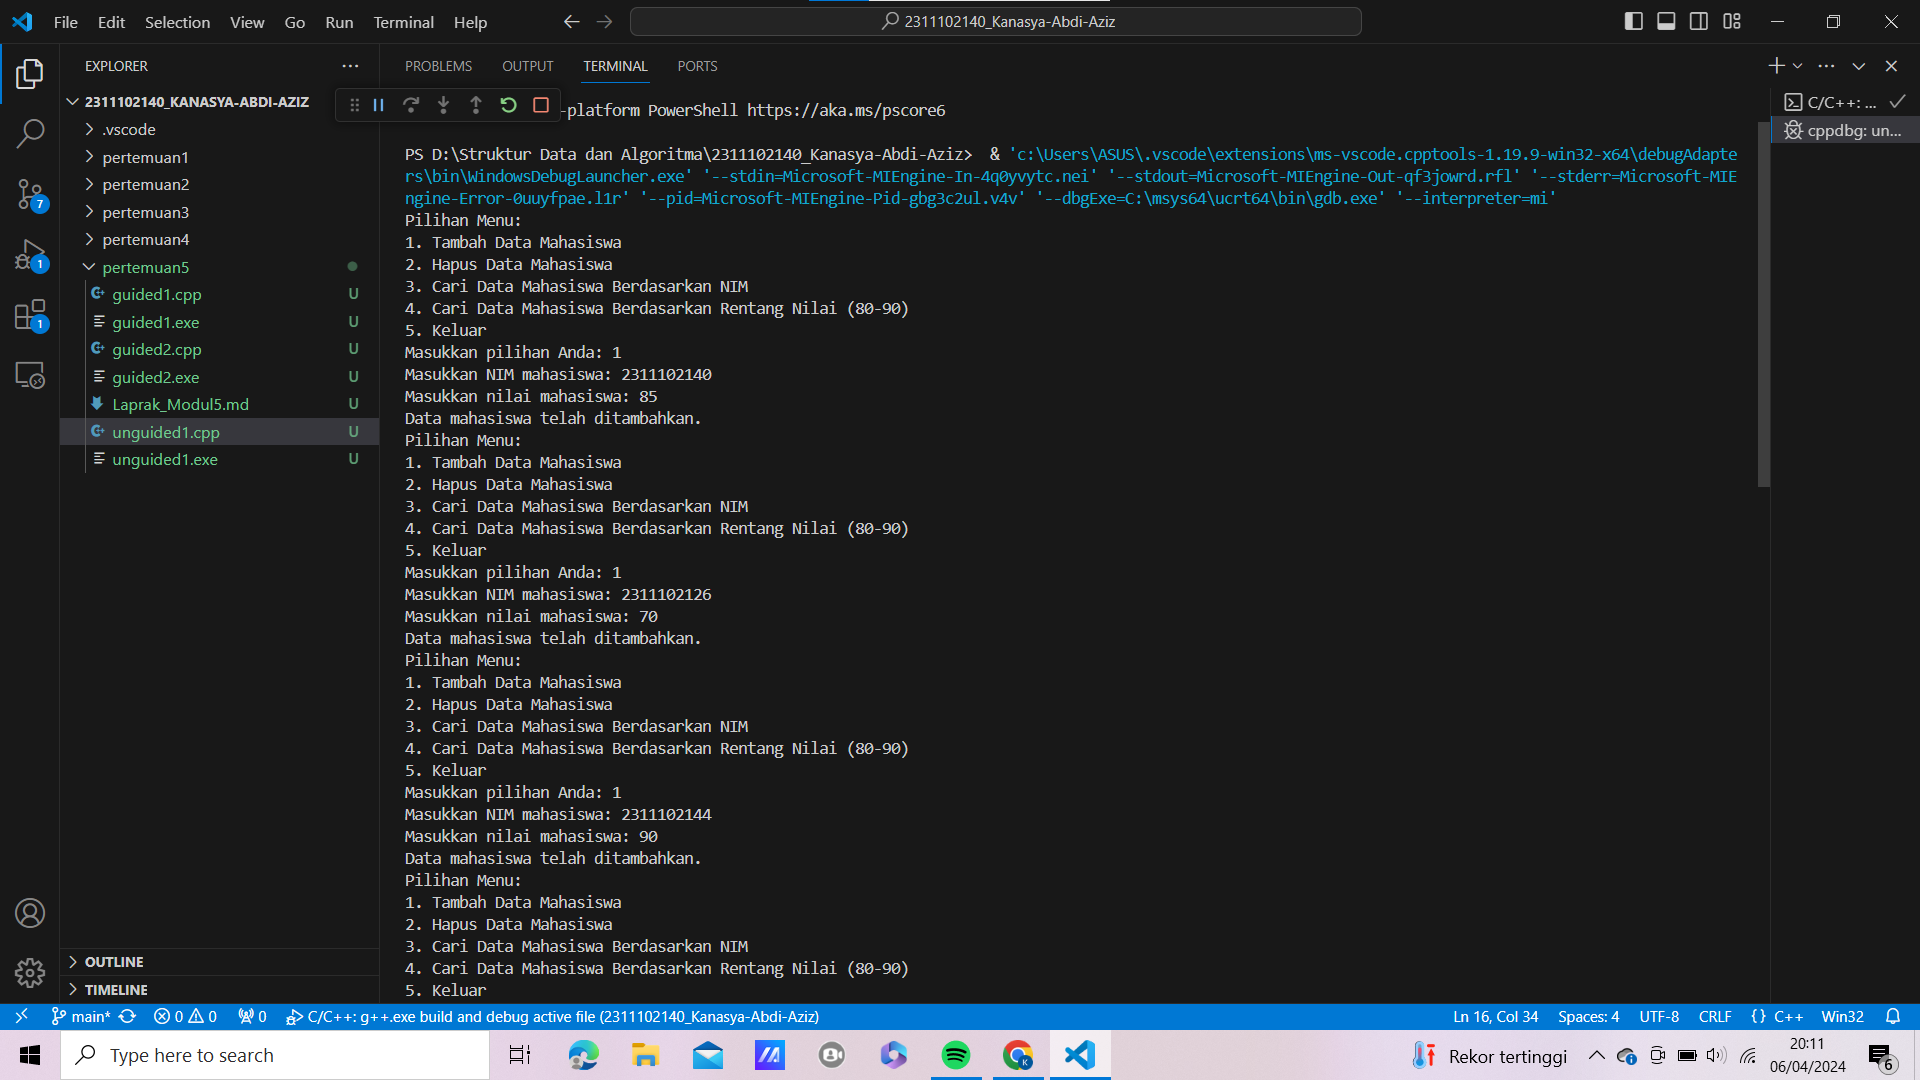 File Edit Selection View Go Run Terminal Help
2311102140_Kanasya-Abdi-Aziz
EXPLORER
2311102140_KANASYA-ABDI-AZIZ
.vscode
pertemuan1
pertemuan2
pertemuan3
pertemuan4
pertemuan5
guided1.cpp U
guided1.exe U
guided2.cpp U
guided2.exe U
Laprak_Modul5.md U
unguided1.cpp U
unguided1.exe U
OUTLINE
TIMELINE
7
1
1
PROBLEMS OUTPUT TERMINAL PORTS
-platform PowerShell https://aka.ms/pscore6
PS D:\Struktur Data dan Algoritma\2311102140_Kanasya-Abdi-Aziz>  & 'c:\Users\ASUS\.vscode\extensions\ms-vscode.cpptools-1.19.9-win32-x64\debugAdapte
rs\bin\WindowsDebugLauncher.exe' '--stdin=Microsoft-MIEngine-In-4q0yvytc.nei' '--stdout=Microsoft-MIEngine-Out-qf3jowrd.rfl' '--stderr=Microsoft-MIE
ngine-Error-0uuyfpae.l1r' '--pid=Microsoft-MIEngine-Pid-gbg3c2ul.v4v' '--dbgExe=C:\msys64\ucrt64\bin\gdb.exe' '--interpreter=mi'
Pilihan Menu:
1. Tambah Data Mahasiswa
2. Hapus Data Mahasiswa
3. Cari Data Mahasiswa Berdasarkan NIM
4. Cari Data Mahasiswa Berdasarkan Rentang Nilai (80-90)
5. Keluar
Masukkan pilihan Anda: 1
Masukkan NIM mahasiswa: 2311102140
Masukkan nilai mahasiswa: 85
Data mahasiswa telah ditambahkan.
Pilihan Menu:
1. Tambah Data Mahasiswa
2. Hapus Data Mahasiswa
3. Cari Data Mahasiswa Berdasarkan NIM
4. Cari Data Mahasiswa Berdasarkan Rentang Nilai (80-90)
5. Keluar
Masukkan pilihan Anda: 1
Masukkan NIM mahasiswa: 2311102126
Masukkan nilai mahasiswa: 70
Data mahasiswa telah ditambahkan.
Pilihan Menu:
1. Tambah Data Mahasiswa
2. Hapus Data Mahasiswa
3. Cari Data Mahasiswa Berdasarkan NIM
4. Cari Data Mahasiswa Berdasarkan Rentang Nilai (80-90)
5. Keluar
Masukkan pilihan Anda: 1
Masukkan NIM mahasiswa: 2311102144
Masukkan nilai mahasiswa: 90
Data mahasiswa telah ditambahkan.
Pilihan Menu:
1. Tambah Data Mahasiswa
2. Hapus Data Mahasiswa
3. Cari Data Mahasiswa Berdasarkan NIM
4. Cari Data Mahasiswa Berdasarkan Rentang Nilai (80-90)
5. Keluar
C/C++: ...
cppdbg: un...
main* 0 0 0 C/C++: g++.exe build and debug active file (2311102140_Kanasya-Abdi-Aziz) Ln 16, Col 34 Spaces: 4 UTF-8 CRLF {} C++ Win32
Type here to search
Rekor tertinggi
20:11
06/04/2024
6